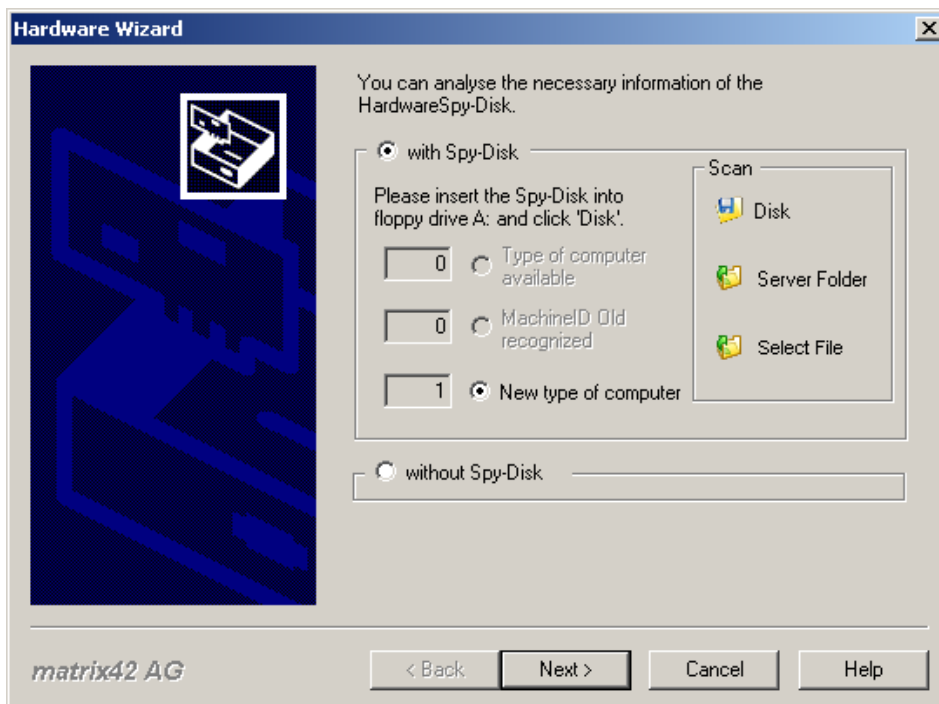 Hardware Wizard
You can analyse the necessary information of the
HardwareSpy-Disk.
with Spy-Disk
Please insert the Spy-Disk into
floppy drive A: and click 'Disk'.
0 Type of computer
available
0 MachineID Old
recognized
1 New type of computer
Scan
Disk
Server Folder
Select File
without Spy-Disk
matrix42 AG
< Back
Next >
Cancel
Help